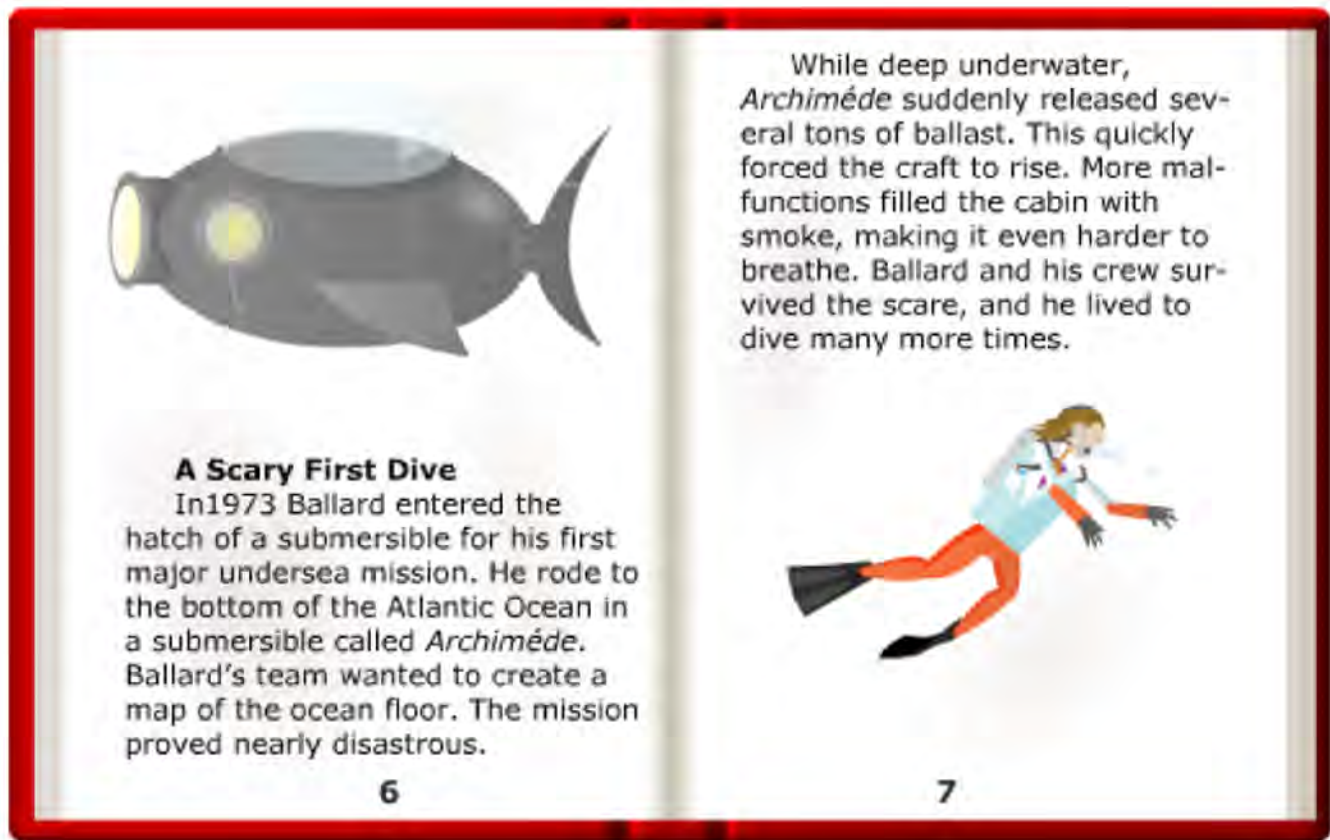 A Scary First Dive
In1973 Ballard entered the
hatch of a submersible for his first
major undersea mission. He rode to
the bottom of the Atlantic Ocean in
a submersible called Archiméde.
Ballard's team wanted to create a
map of the ocean floor. The mission
proved nearly disastrous.
6
While deep underwater,
Archiméde suddenly released sev-
eral tons of ballast. This quickly
forced the craft to rise. More mal-
functions filled the cabin with
smoke, making it even harder to
breathe. Ballard and his crew sur-
vived the scare, and he lived to
dive many more times.
7